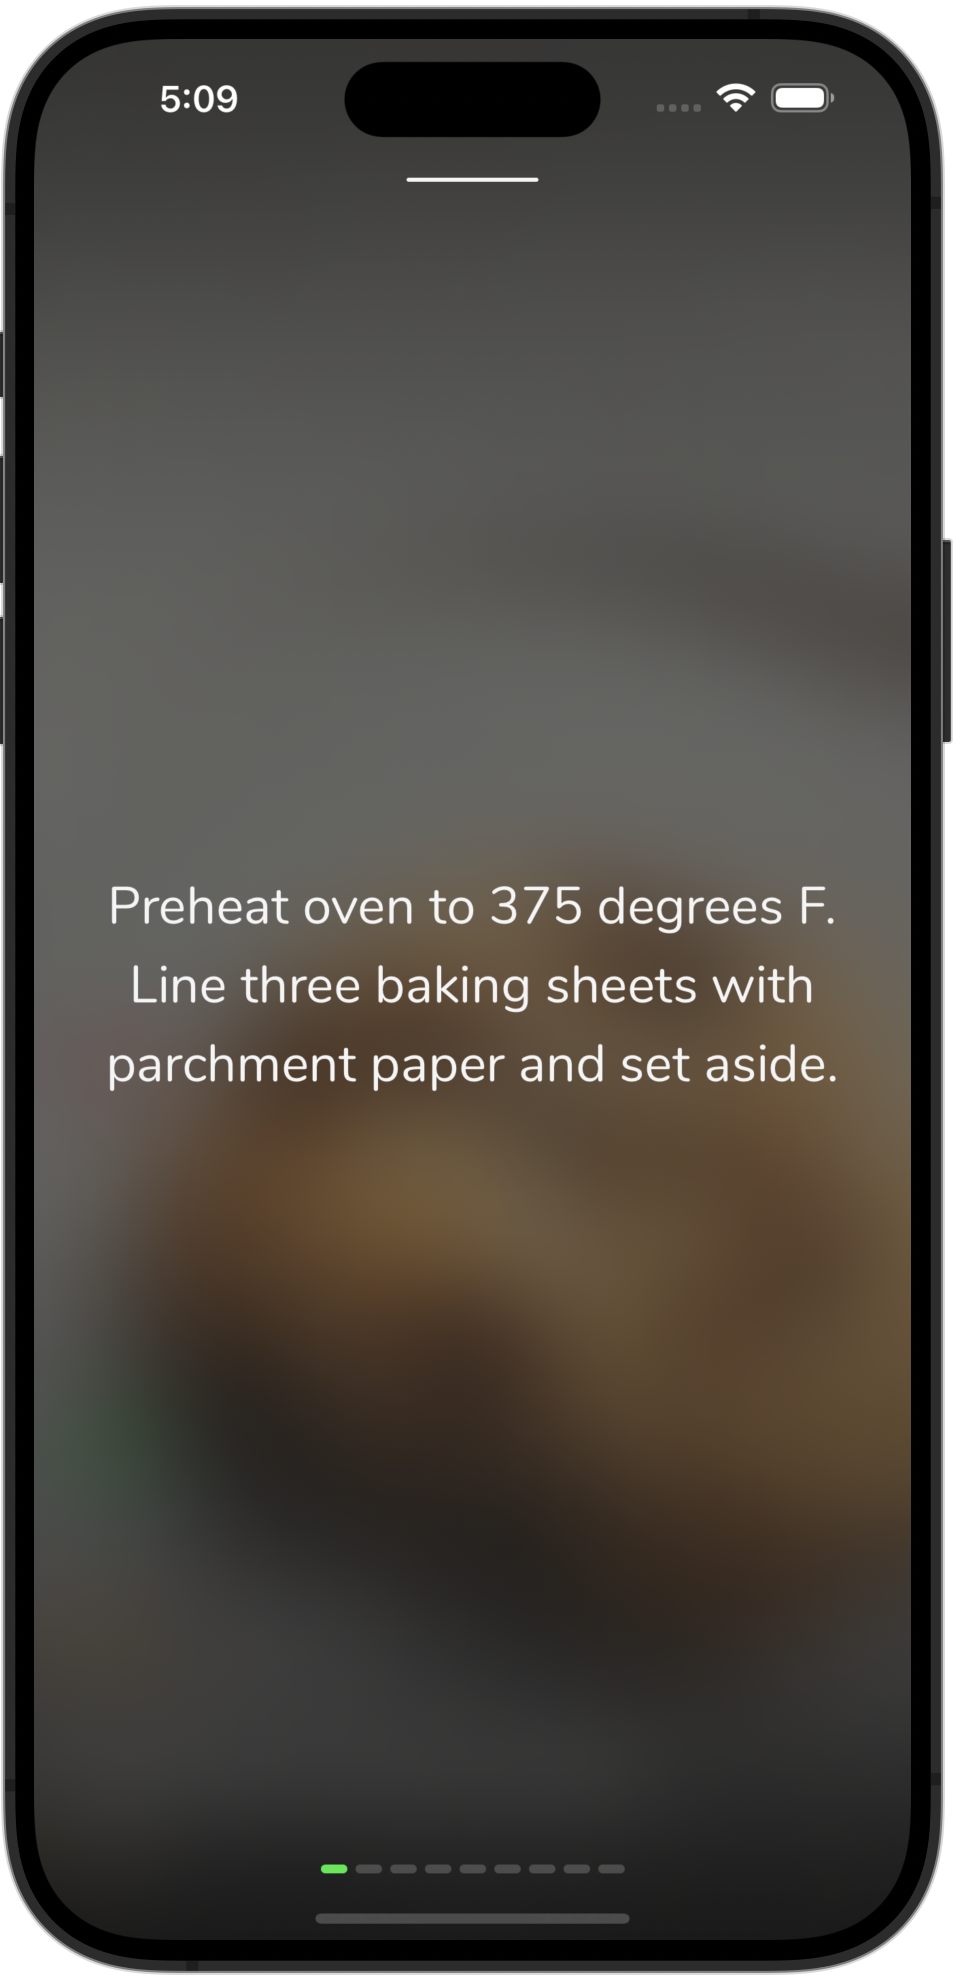 5:09
Preheat oven to 375 degrees F.
Line three baking sheets with
parchment paper and set aside.